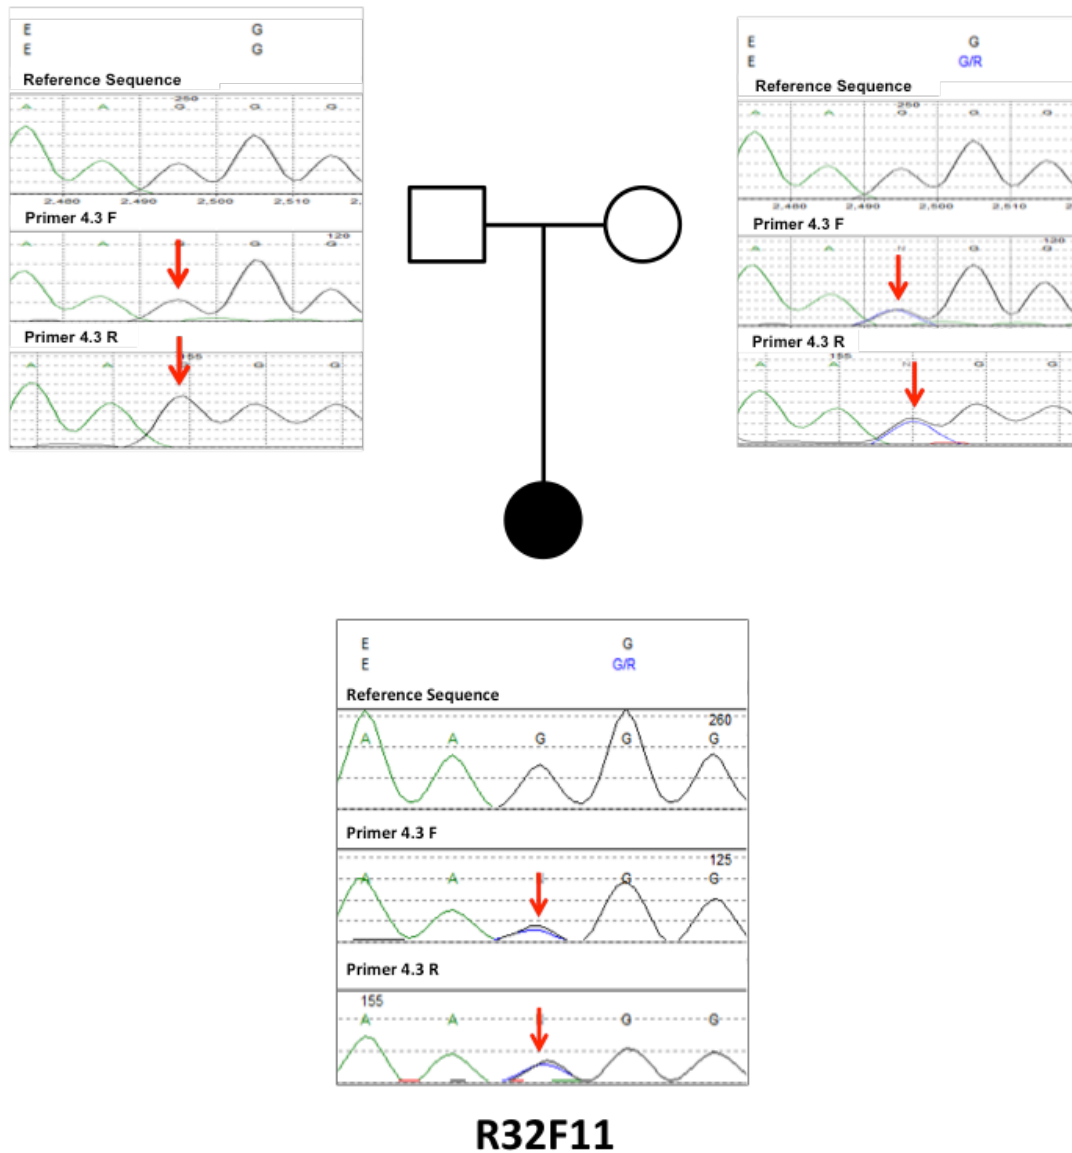 E G
E G
Reference Sequence
250
A A G G G
2,480 2,490 2,500 2,510 2,
Primer 4.3 F
120
A A G G
Primer 4.3 R
155
A A G G
E G
E G/R
Reference Sequence
250
A A G G G
2,480 2,490 2,500 2,510
Primer 4.3 F
120
A A N G G
Primer 4.3 R
155
A A N G G
E G
E G/R
Reference Sequence
260
A A G G G
Primer 4.3 F
125
A A G G
Primer 4.3 R
155
A A G G
R32F11